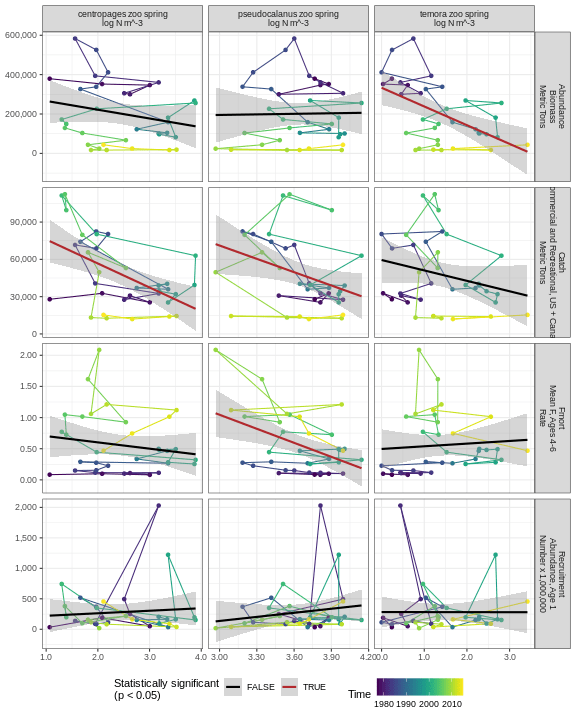 centropages zoo spring
log N m^-3
pseudocalanus zoo spring
log N m^-3
temora zoo spring
log N m^-3
600,000
400,000
200,000
0
Abundance
Biomass
Metric Tons
90,000
60,000
30,000
0
Catch
ommercial and Recreational, US + Cana
Metric Tons
2.00
1.50
1.00
0.50
0.00
Fmort
Mean F, Ages 4-6
Rate
2,000
1,500
1,000
500
0
Recruitment
Abundance, Age 1
Number x 1,000,000
1.0 2.0 3.0 4.0
3.00 3.30 3.60 3.90 4.20
0.0 1.0 2.0 3.0
Statistically significant
(p < 0.05)
FALSE TRUE
Time
1980 1990 2000 2010